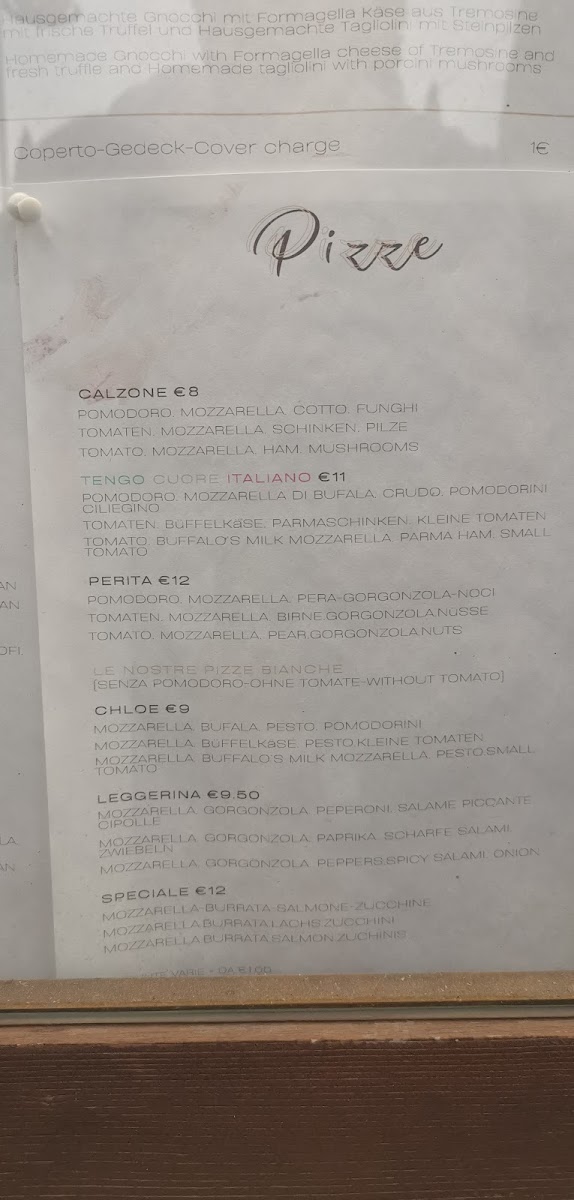 Hausgemachte Gnocchi mit Formagella Käse aus Tremosine
mit frische Trüffel und Hausgemachte Tagliolini mit Steinpilzen
Homemade Gnocchi with Formagella cheese of Tremosine and
fresh truffle and Homemade tagliolini with porcini mushrooms
Coperto-Gedeck-Cover charge 1€
Pizze
CALZONE €8
POMODORO, MOZZARELLA, COTTO, FUNGHI
TOMATEN, MOZZARELLA, SCHINKEN, PILZE
TOMATO, MOZZARELLA, HAM, MUSHROOMS
TENGO CUORE ITALIANO €11
POMODORO, MOZZARELLA DI BUFALA, CRUDO, POMODORINI
CILIEGINO
TOMATEN, BüFFELKäSE, PARMASCHINKEN, KLEINE TOMATEN
TOMATO, BUFFALO'S MILK MOZZARELLA, PARMA HAM, SMALL
TOMATO
PERITA €12
POMODORO, MOZZARELLA, PERA-GORGONZOLA-NOCI
TOMATEN, MOZZARELLA, BIRNE,GORGONZOLA,NüSSE
TOMATO, MOZZARELLA, PEAR,GORGONZOLA,NUTS
LE NOSTRE PIZZE BIANCHE
(SENZA POMODORO-OHNE TOMATE-WITHOUT TOMATO)
CHLOE €9
MOZZARELLA, BUFALA, PESTO, POMODORINI
MOZZARELLA, BüFFELKäSE, PESTO,KLEINE TOMATEN
MOZZARELLA, BUFFALO'S MILK MOZZARELLA, PESTO,SMALL
TOMATO
LEGGERINA €9.50
MOZZARELLA, GORGONZOLA, PEPERONI, SALAME PICCANTE,
CIPOLLE
MOZZARELLA, GORGONZOLA, PAPRIKA, SCHARFE SALAMI,
ZWIEBELN
MOZZARELLA, GORGONZOLA, PEPPERS,SPICY SALAMI, ONION
SPECIALE €12
MOZZARELLA-BURRATA-SALMONE-ZUCCHINE
MOZZARELLA,BURRATA,LACHS,ZUCCHINI
MOZZARELLA,BURRATA,SALMON,ZUCHINIS
VARIE - DA €1,00